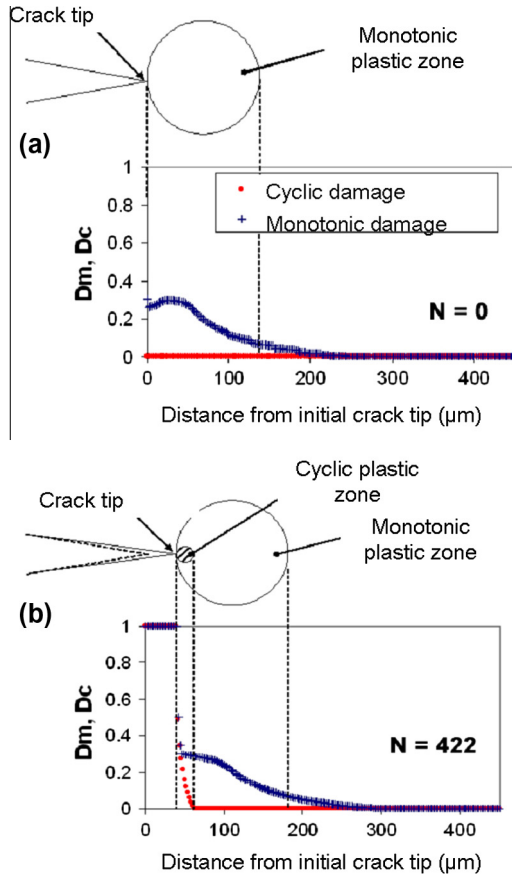 Crack tip
Monotonic
plastic zone
(a)
Cyclic damage
Monotonic damage
Dm, Dc
1
0.8
0.6
0.4
0.2
0
N = 0
0 100 200 300 400
Distance from initial crack tip (µm)
Cyclic plastic
zone
Crack tip
Monotonic
plastic zone
(b)
Dm, Dc
1
0.8
0.6
0.4
0.2
0
N = 422
0 100 200 300 400
Distance from initial crack tip (µm)